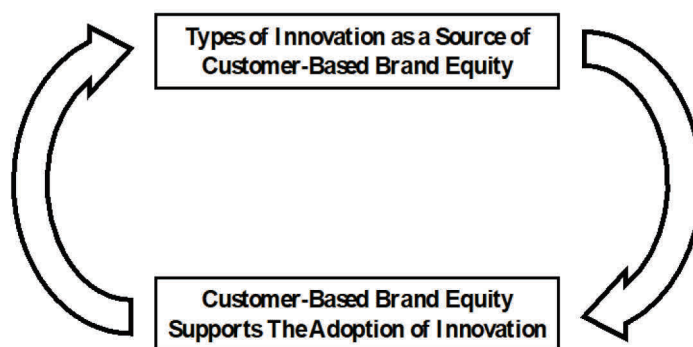 Types of Innovation as a Source of
Customer-Based Brand Equity
Customer-Based Brand Equity
Supports The Adoption of Innovation